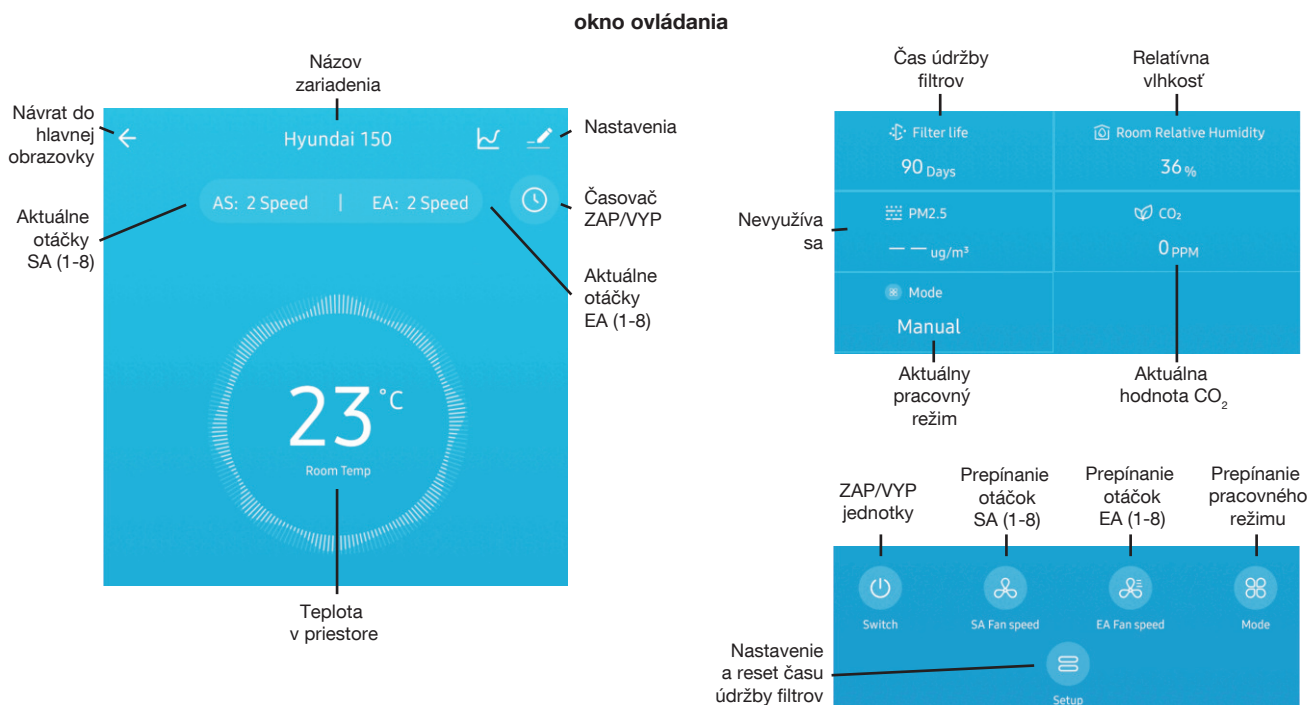 okno ovládania
Názov
zariadenia
Návrat do
hlavnej
obrazovky
Hyundai 150
Nastavenia
AS: 2 Speed | EA: 2 Speed
Časovač
ZAP/VYP
Aktuálne
otáčky
SA (1-8)
Aktuálne
otáčky
EA (1-8)
23 °C
Room Temp
Teplota
v priestore
Čas údržby
filtrov
Relatívna
vlhkosť
Filter life
90 Days
Room Relative Humidity
36 %
Nevyužíva
sa
PM2.5
— — ug/m³
CO₂
0 PPM
Mode
Manual
Aktuálny
pracovný
režim
Aktuálna
hodnota CO₂
ZAP/VYP
jednotky
Prepínanie
otáčok
SA (1-8)
Prepínanie
otáčok
EA (1-8)
Prepínanie
pracovného
režimu
Switch
SA Fan speed
EA Fan speed
Mode
Nastavenie
a reset času
údržby filtrov
Setup